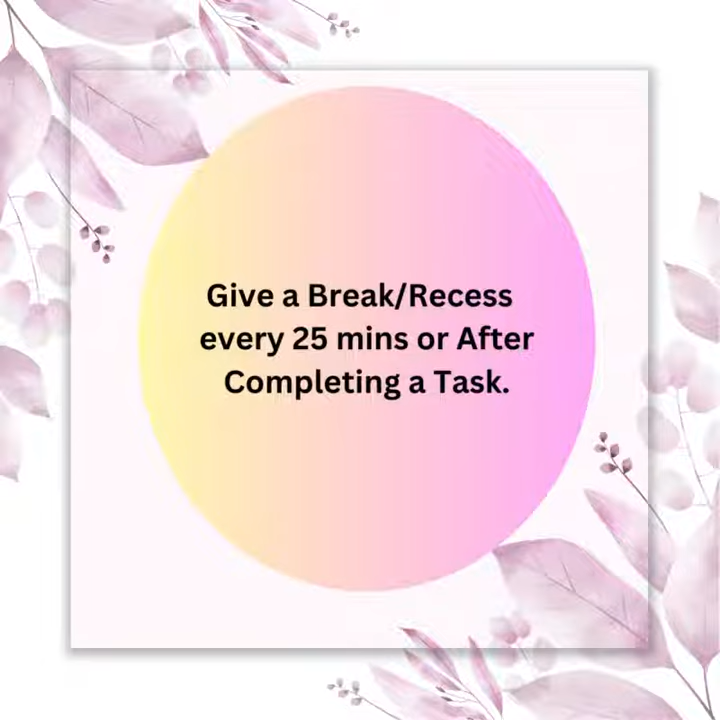 Give a Break/Recess
every 25 mins or After
Completing a Task.